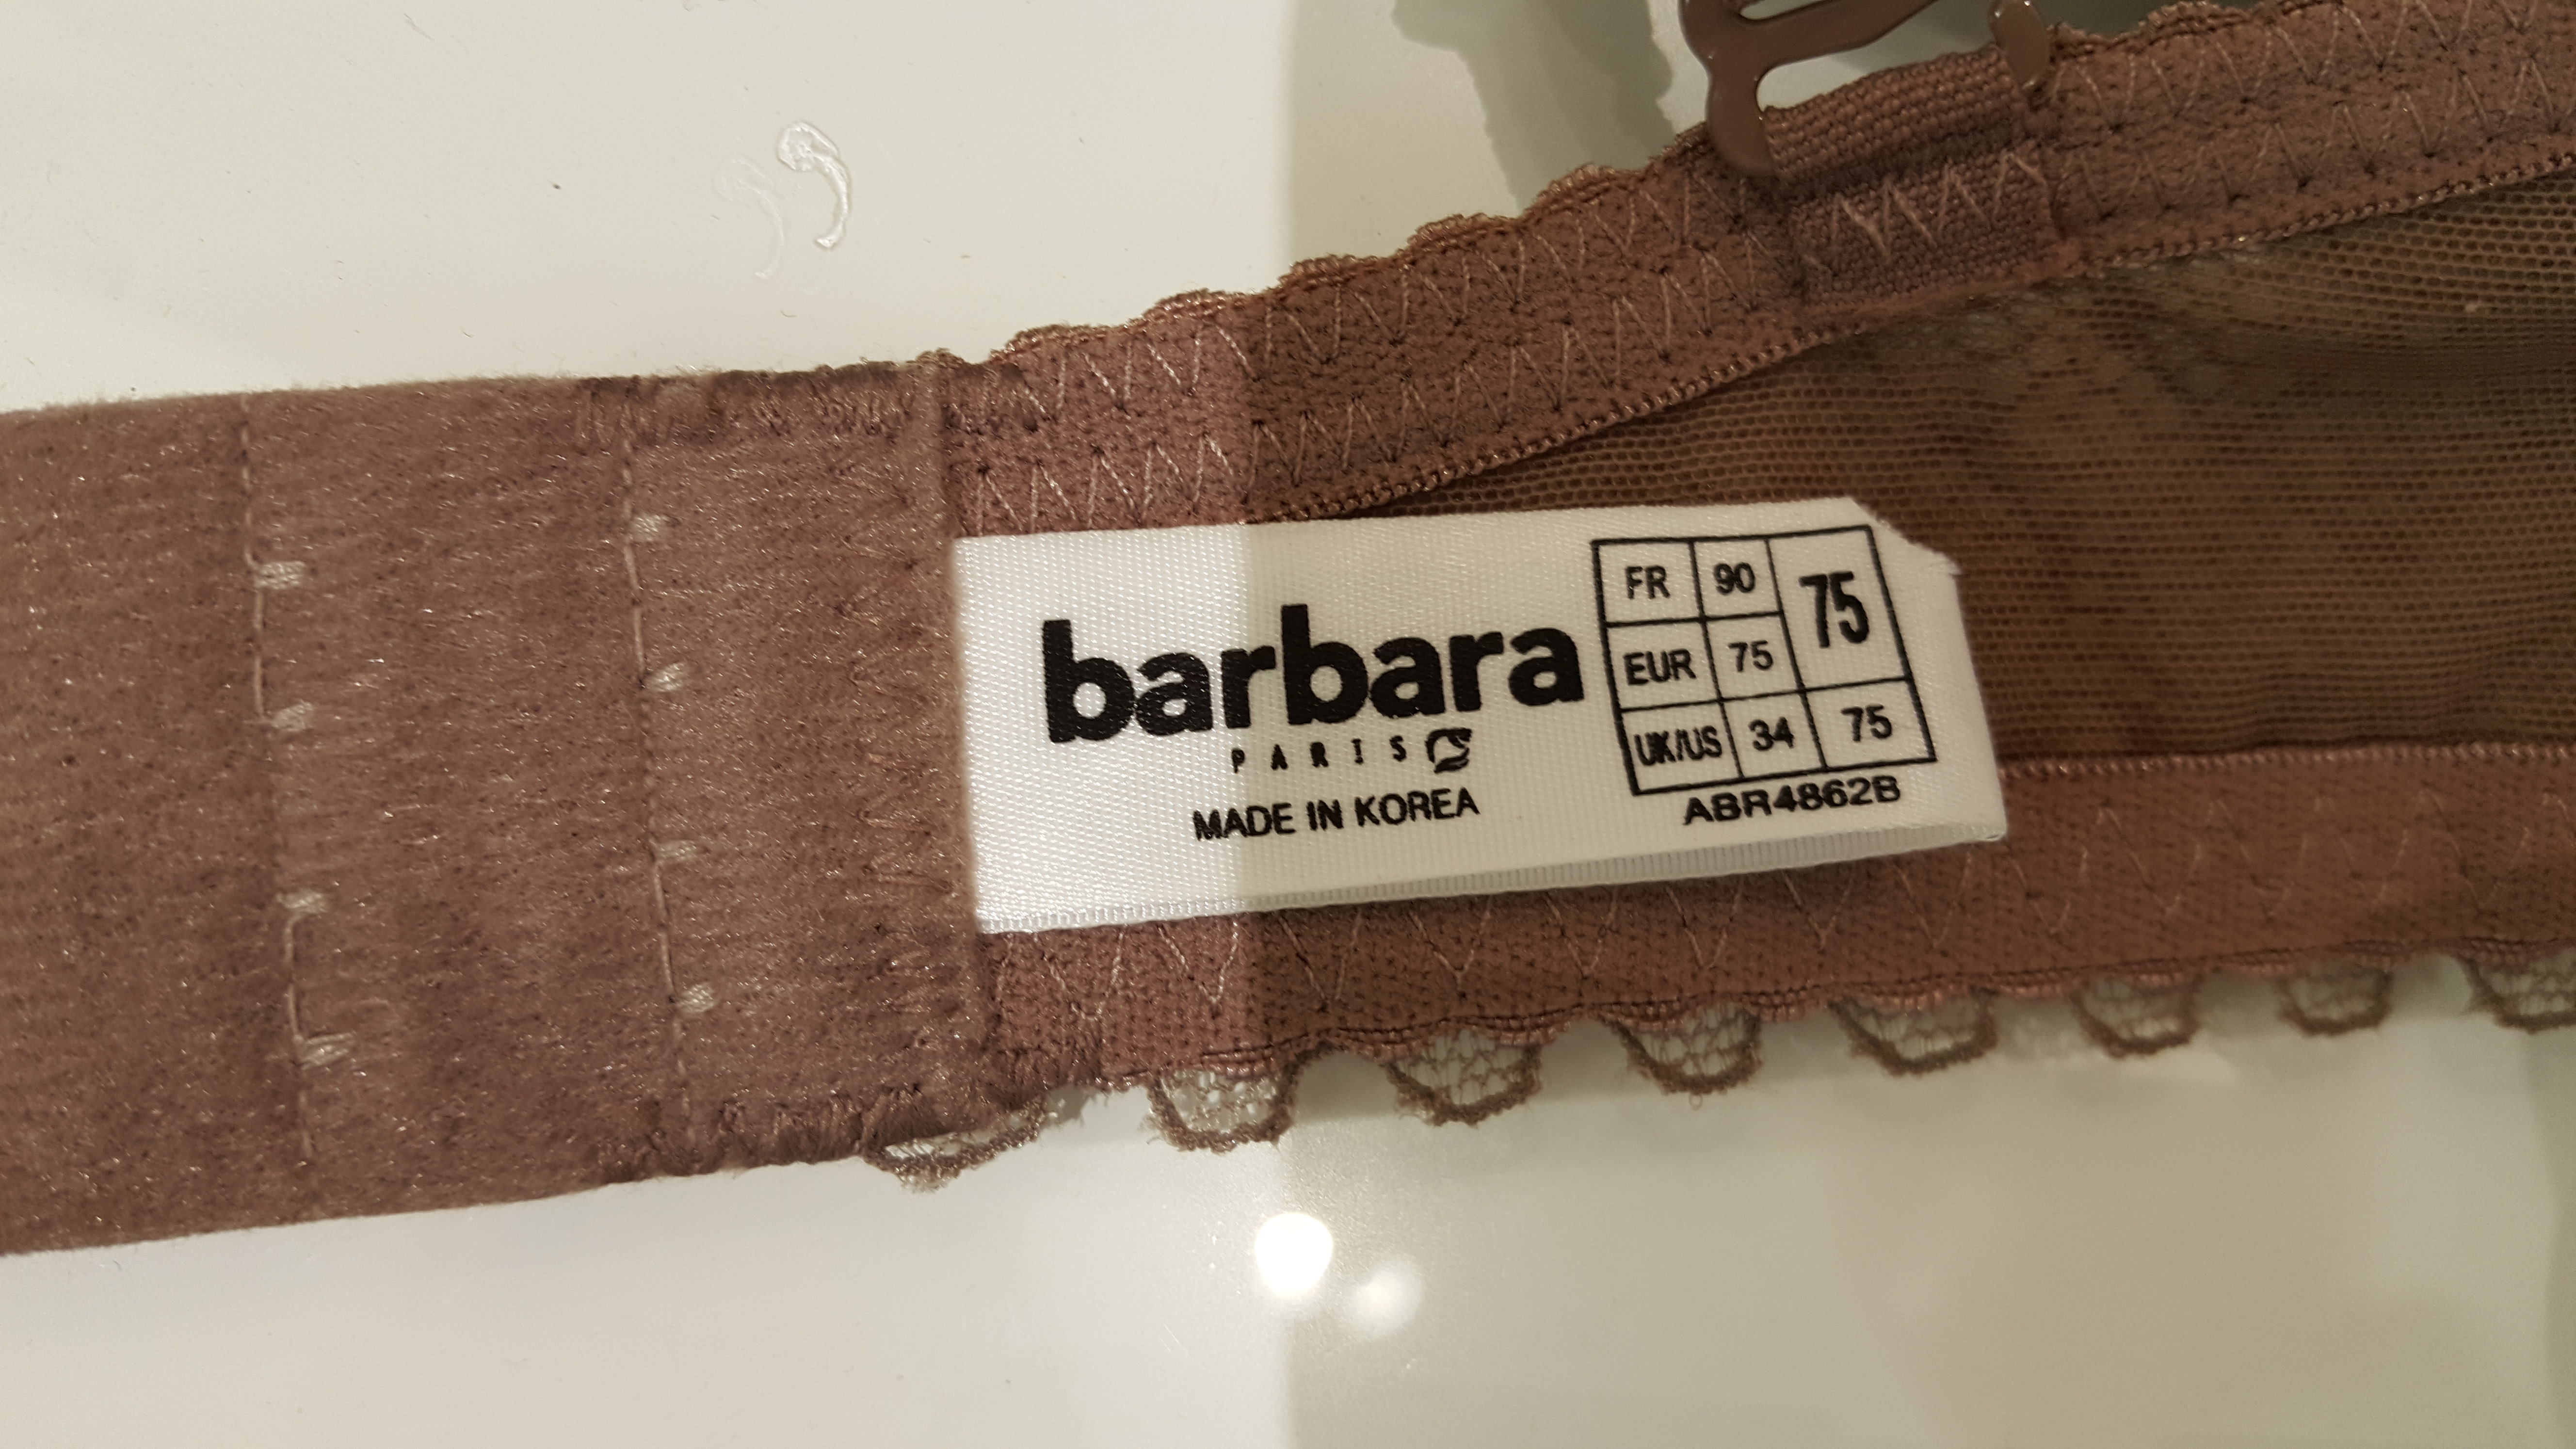 barbara
PARIS
MADE IN KOREA
FR 90 75
EUR 75
UK/US 34 75
ABR4862B